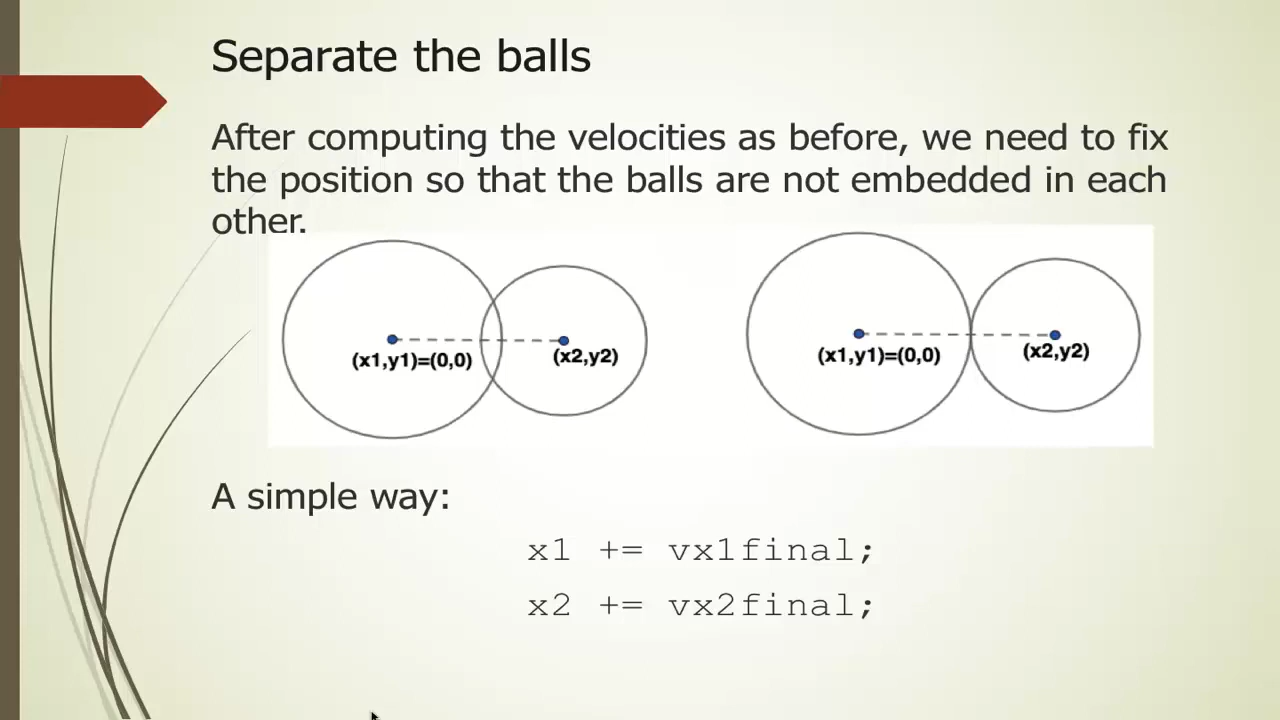 Separate the balls
After computing the velocities as before, we need to fix
the position so that the balls are not embedded in each
other.
(x1,y1)=(0,0)
(x2,y2)
(x1,y1)=(0,0)
(x2,y2)
A simple way:
x1 += vx1final;
x2 += vx2final;